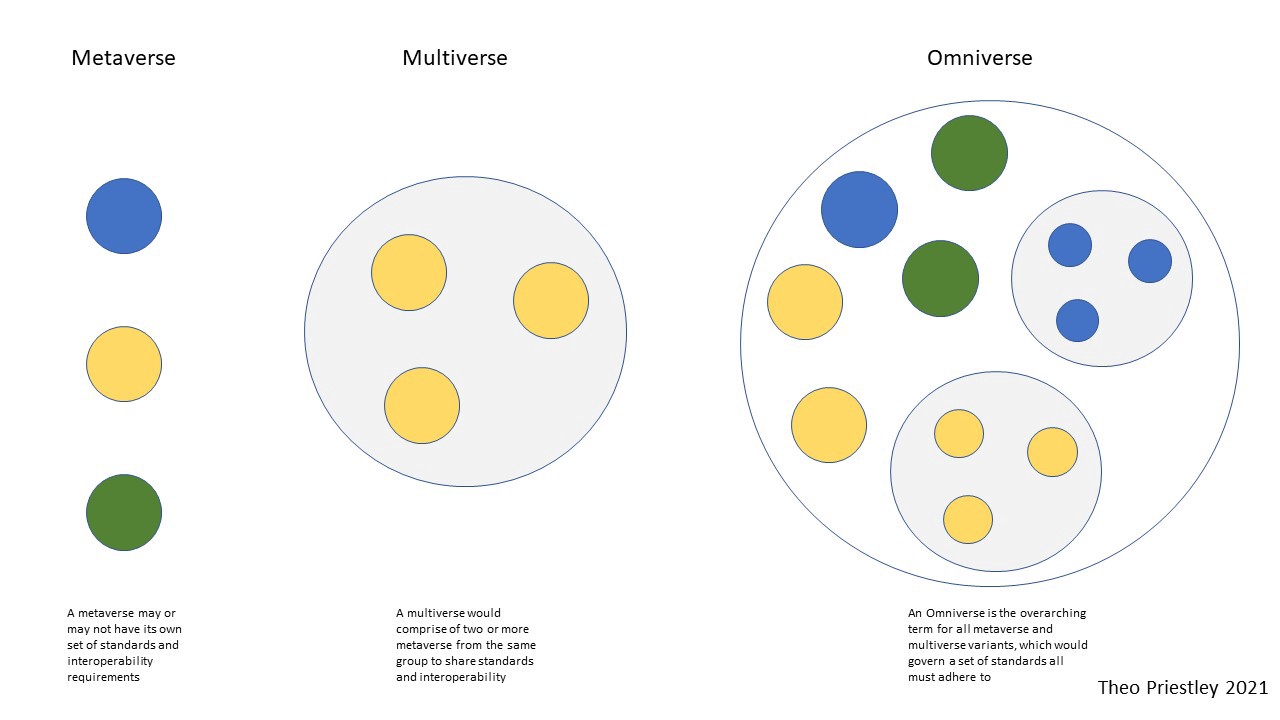 Metaverse
Multiverse
Omniverse
A metaverse may or
may not have its own
set of standards and
interoperability
requirements
A multiverse would
comprise of two or more
metaverse from the same
group to share standards
and interoperability
An Omniverse is the overarching
term for all metaverse and
multiverse variants, which would
govern a set of standards all
must adhere to
Theo Priestley 2021